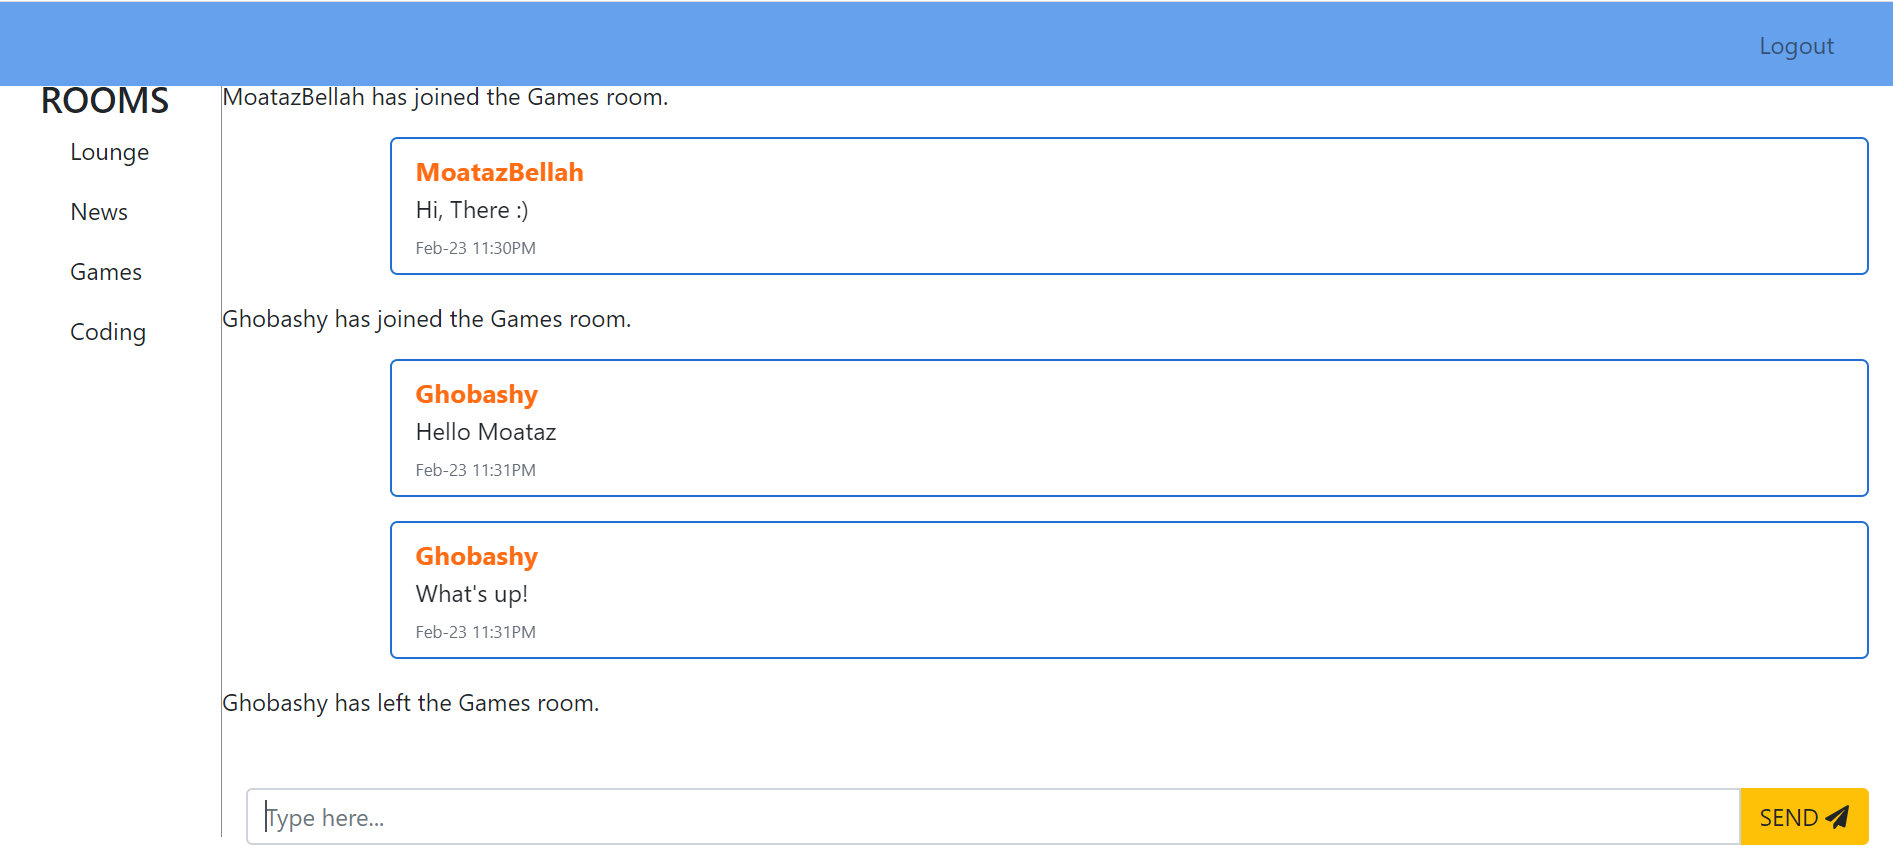 Logout
ROOMS
Lounge
News
Games
Coding
MoatazBellah has joined the Games room.
MoatazBellah
Hi, There :)
Feb-23 11:30PM
Ghobashy has joined the Games room.
Ghobashy
Hello Moataz
Feb-23 11:31PM
Ghobashy
What's up!
Feb-23 11:31PM
Ghobashy has left the Games room.
Type here...
SEND